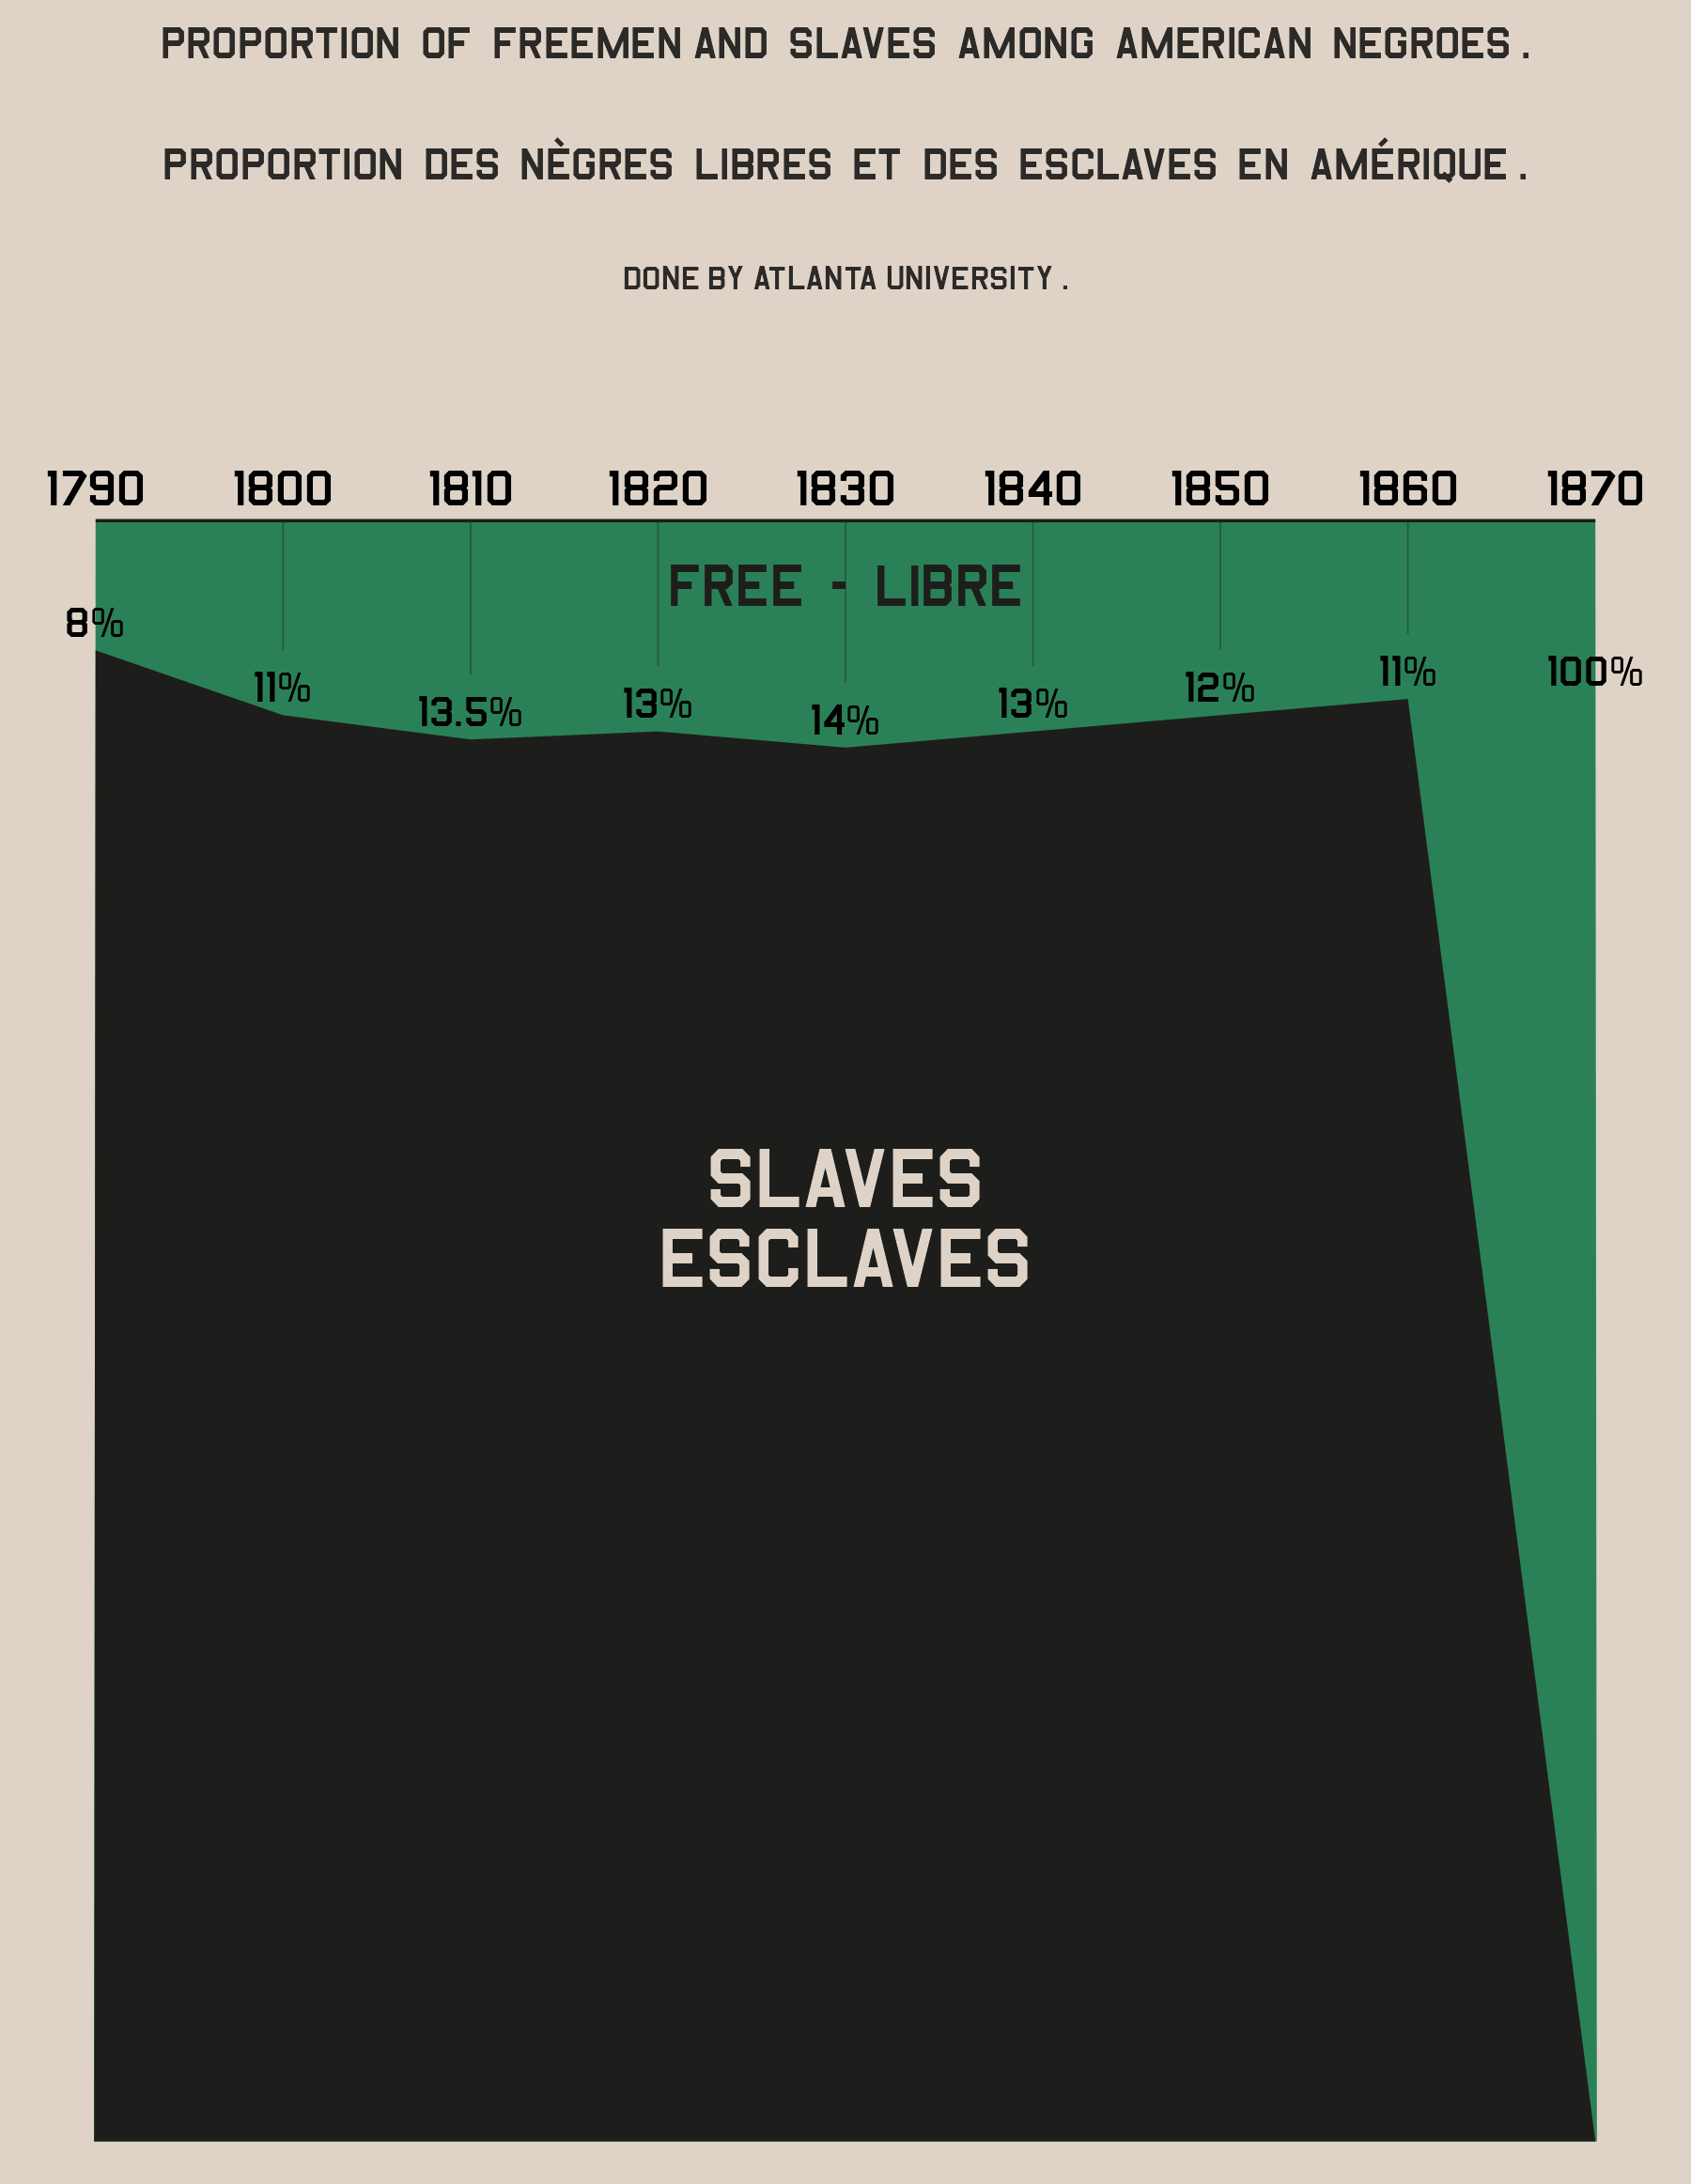 PROPORTION OF FREEMEN AND SLAVES AMONG AMERICAN NEGROES .
PROPORTION DES NÈGRES LIBRES ET DES ESCLAVES EN AMÉRIQUE .
DONE BY ATLANTA UNIVERSITY .
1790 1800 1810 1820 1830 1840 1850 1860 1870
FREE - LIBRE
8% 11% 13.5% 13% 14% 13% 12% 11% 100%
SLAVES
ESCLAVES